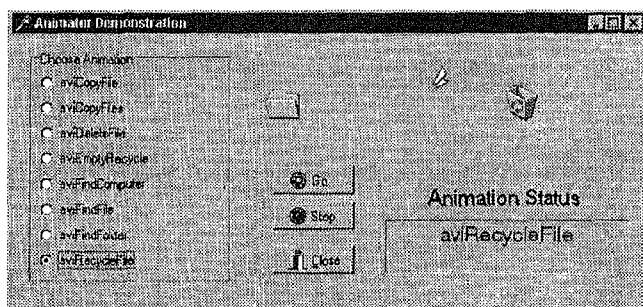 Animator Demonstration
Choose Animation
aviCopyFile
aviCopyFiles
aviDeleteFile
aviEmptyRecycle
aviFindComputer
aviFindFile
aviFindFolder
aviRecycleFile
Go
Stop
Close
Animation Status
aviRecycleFile